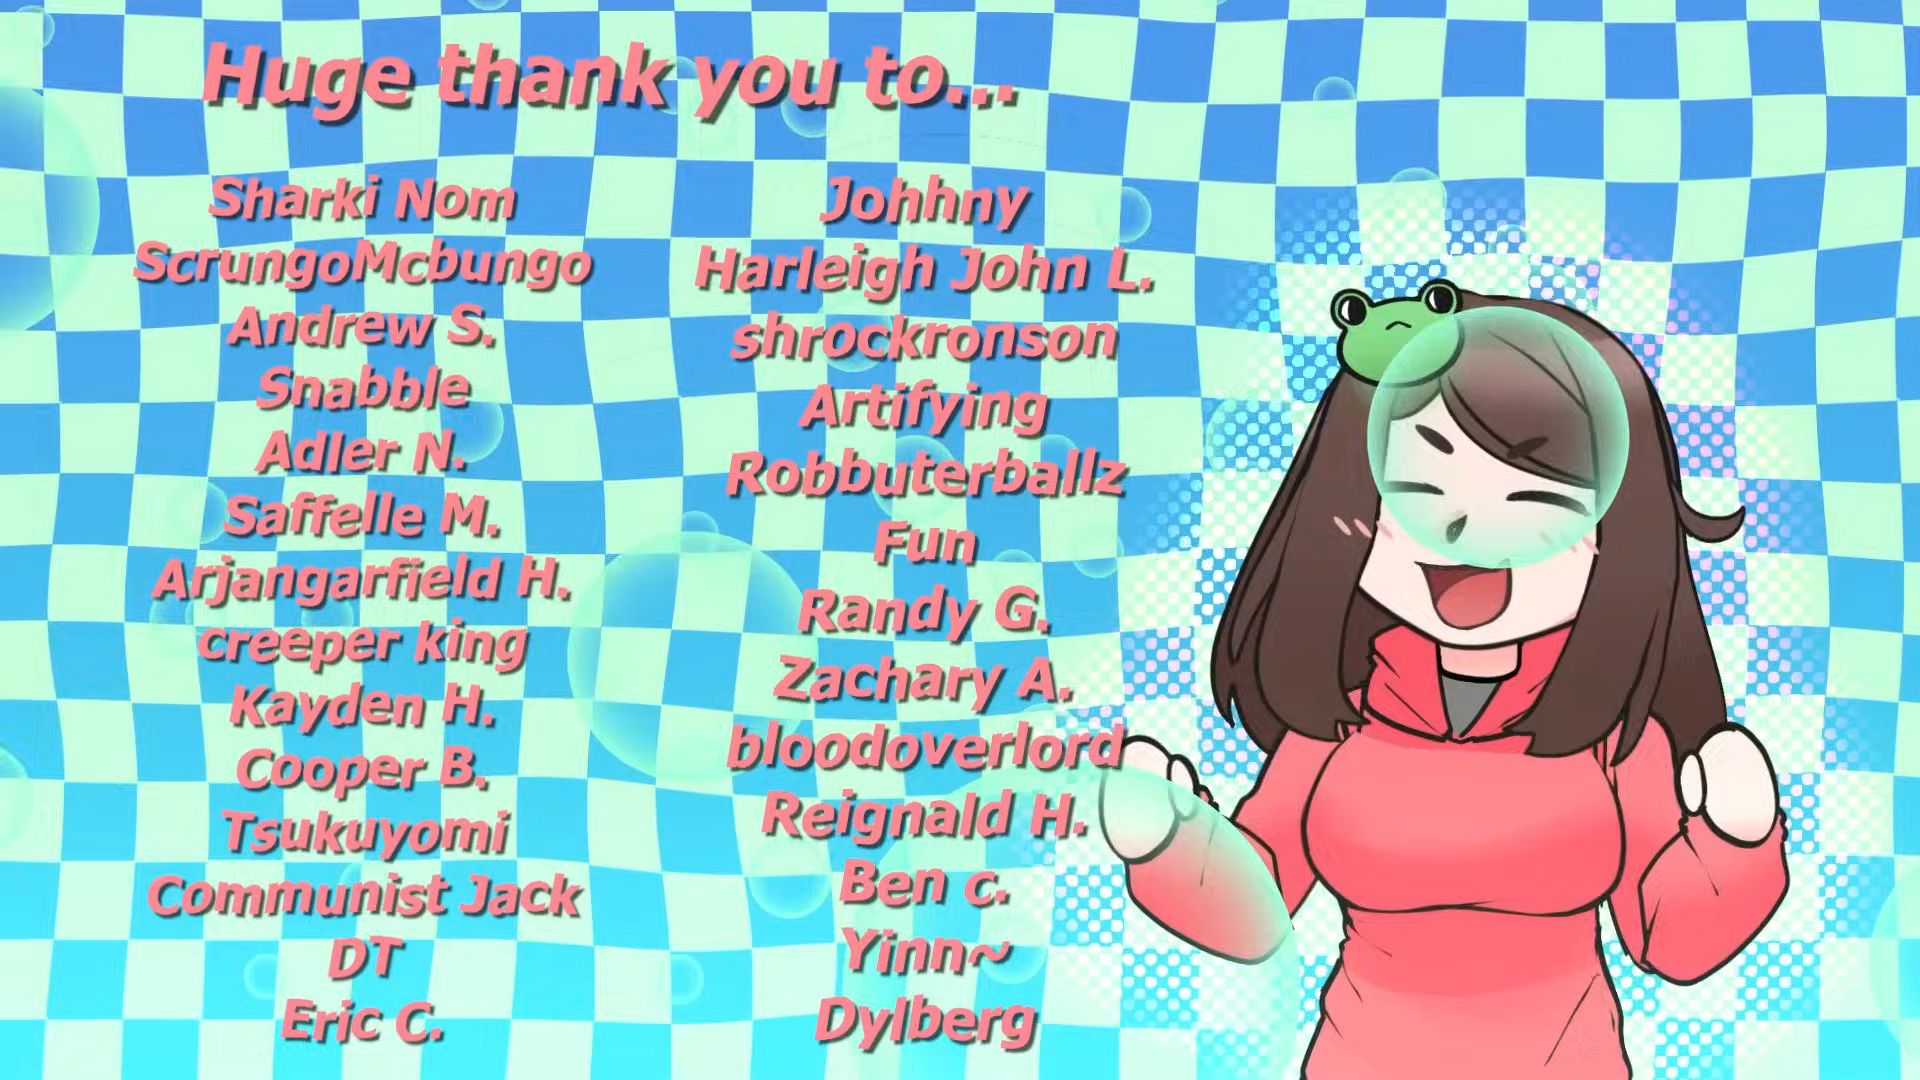 Huge thank you to...
Sharki Nom
ScrungoMcbungo
Andrew S.
Snabble
Adler N.
Saffelle M.
Arjangarfield H.
creeper king
Kayden H.
Cooper B.
Tsukuyomi
Communist Jack
DT
Eric C.
Johhny
Harleigh John L.
shrockronson
Artifying
Robbuterballz
Fun
Randy G.
Zachary A.
bloodoverlord
Reignald H.
Ben c.
Yinn~
Dylberg